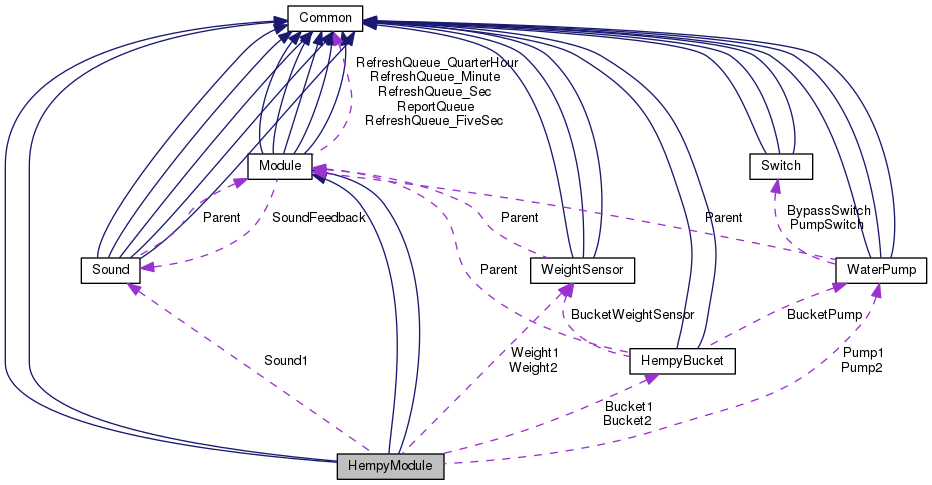 Common
RefreshQueue_QuarterHour
RefreshQueue_Minute
RefreshQueue_Sec
ReportQueue
RefreshQueue_FiveSec
Module
Switch
Parent
SoundFeedback
Parent
Parent
BypassSwitch
PumpSwitch
Sound
Parent
WeightSensor
WaterPump
BucketWeightSensor
BucketPump
Sound1
Weight1
Weight2
HempyBucket
Pump1
Pump2
Bucket1
Bucket2
HempyModule